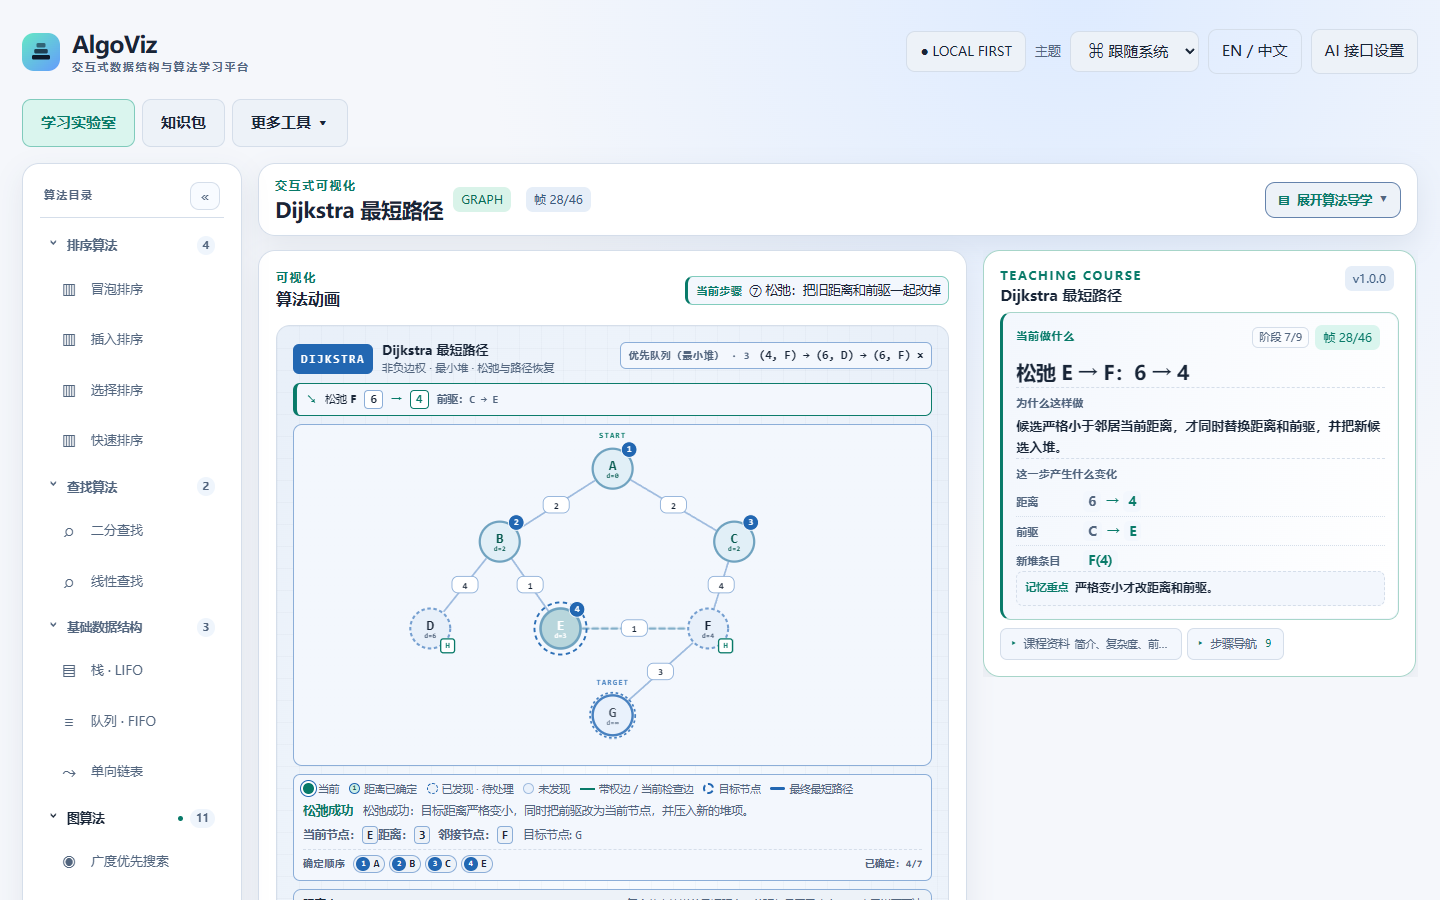 AlgoViz
交互式数据结构与算法学习平台
● LOCAL FIRST
主题
⌘ 跟随系统
EN / 中文
AI 接口设置
学习实验室
知识包
更多工具 ▾
算法目录
«
排序算法 4
冒泡排序
插入排序
选择排序
快速排序
查找算法 2
二分查找
线性查找
基础数据结构 3
栈 · LIFO
队列 · FIFO
单向链表
图算法 11
广度优先搜索
交互式可视化
Dijkstra 最短路径
GRAPH
帧 28/46
展开算法导学 ▾
可视化
算法动画
当前步骤 ⑦ 松弛：把旧距离和前驱一起改掉
DIJKSTRA
Dijkstra 最短路径
非负边权 · 最小堆 · 松弛与路径恢复
优先队列（最小堆） · 3 (4, F) → (6, D) → (6, F) ×
↘ 松弛 F 6 → 4 前驱: C → E
START
1
A
d=0
2
2
2
B
d=2
3
C
d=2
4
1
4
D
d=6
H
4
E
d=3
1
F
d=4
H
3
TARGET
G
d=∞
当前
1 距离已确定
已发现 · 待处理
未发现
带权边 / 当前检查边
目标节点
最终最短路径
松弛成功 松弛成功：目标距离严格变小，同时把前驱改为当前节点，并压入新的堆项。
当前节点: E 距离: 3 邻接节点: F 目标节点: G
确定顺序 1 A 2 B 3 C 4 E
已确定: 4/7
TEACHING COURSE
Dijkstra 最短路径
v1.0.0
当前做什么
阶段 7/9
帧 28/46
松弛 E → F：6 → 4
为什么这样做
候选严格小于邻居当前距离，才同时替换距离和前驱，并把新候
选入堆。
这一步产生什么变化
距离 6 → 4
前驱 C → E
新堆条目 F(4)
记忆重点 严格变小才改距离和前驱。
‣ 课程资料 简介、复杂度、前…
‣ 步骤导航 9